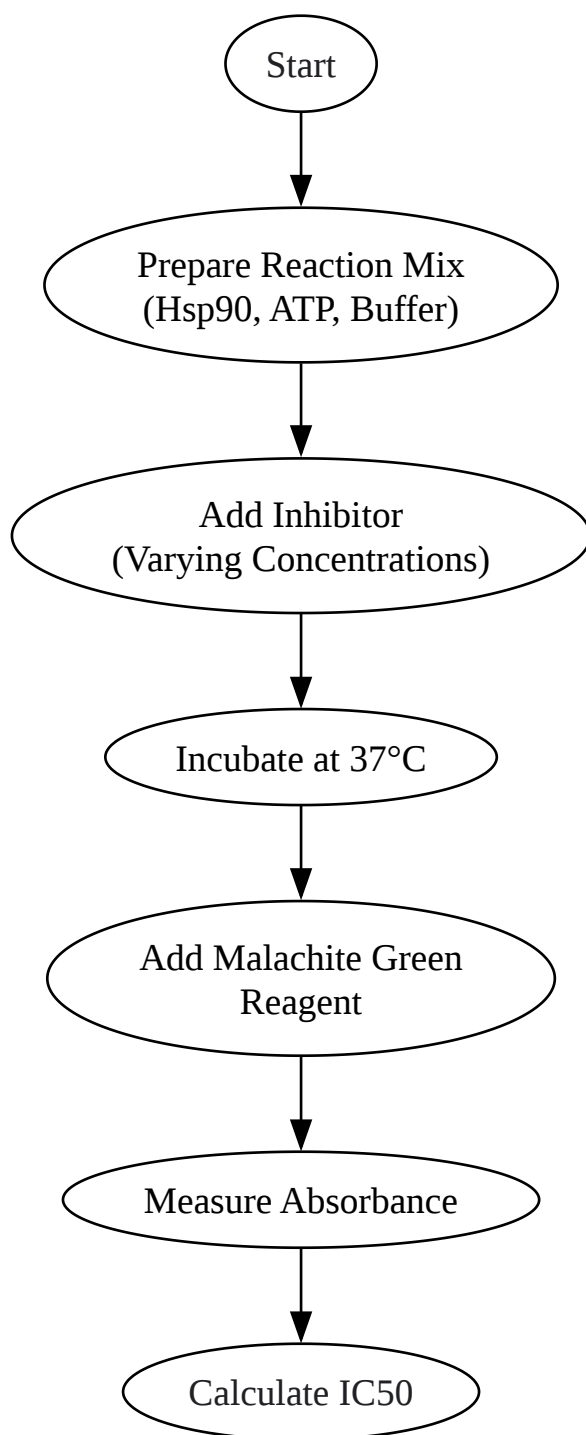 Start
Prepare Reaction Mix
(Hsp90, ATP, Buffer)
Add Inhibitor
(Varying Concentrations)
Incubate at 37°C
Add Malachite Green
Reagent
Measure Absorbance
Calculate IC50